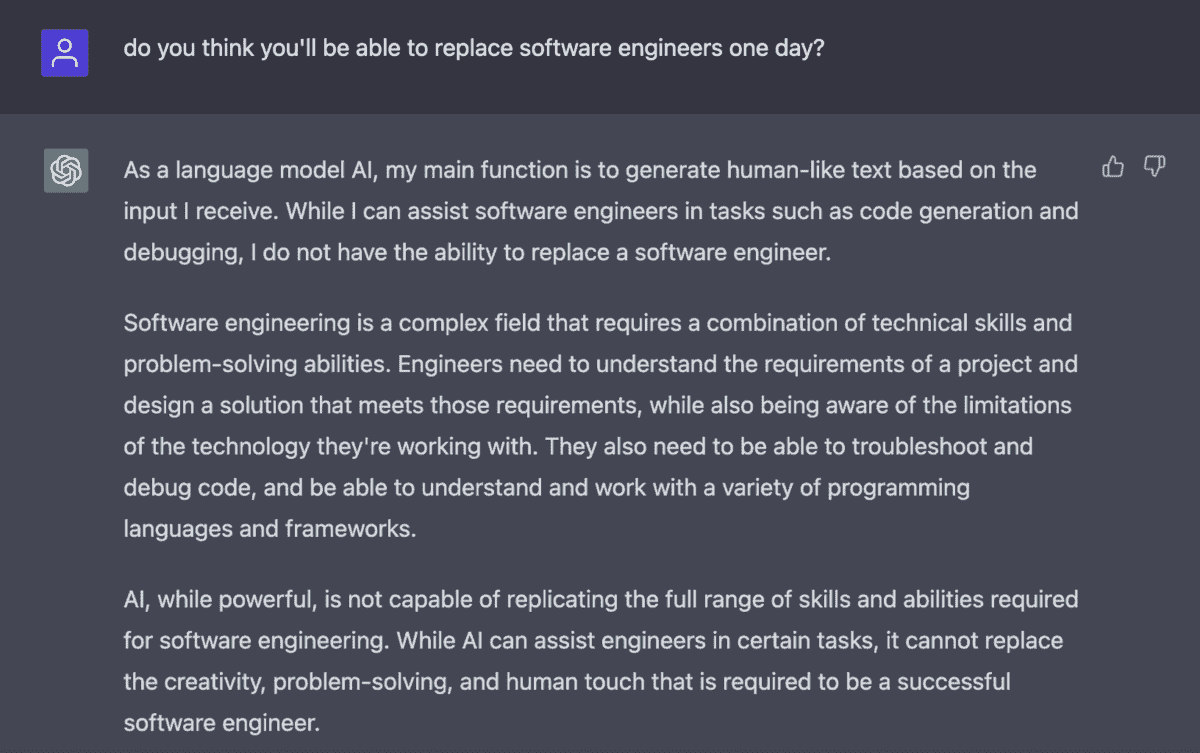 do you think you'll be able to replace software engineers one day?
As a language model AI, my main function is to generate human-like text based on the
input I receive. While I can assist software engineers in tasks such as code generation and
debugging, I do not have the ability to replace a software engineer.
Software engineering is a complex field that requires a combination of technical skills and
problem-solving abilities. Engineers need to understand the requirements of a project and
design a solution that meets those requirements, while also being aware of the limitations
of the technology they're working with. They also need to be able to troubleshoot and
debug code, and be able to understand and work with a variety of programming
languages and frameworks.
AI, while powerful, is not capable of replicating the full range of skills and abilities required
for software engineering. While AI can assist engineers in certain tasks, it cannot replace
the creativity, problem-solving, and human touch that is required to be a successful
software engineer.